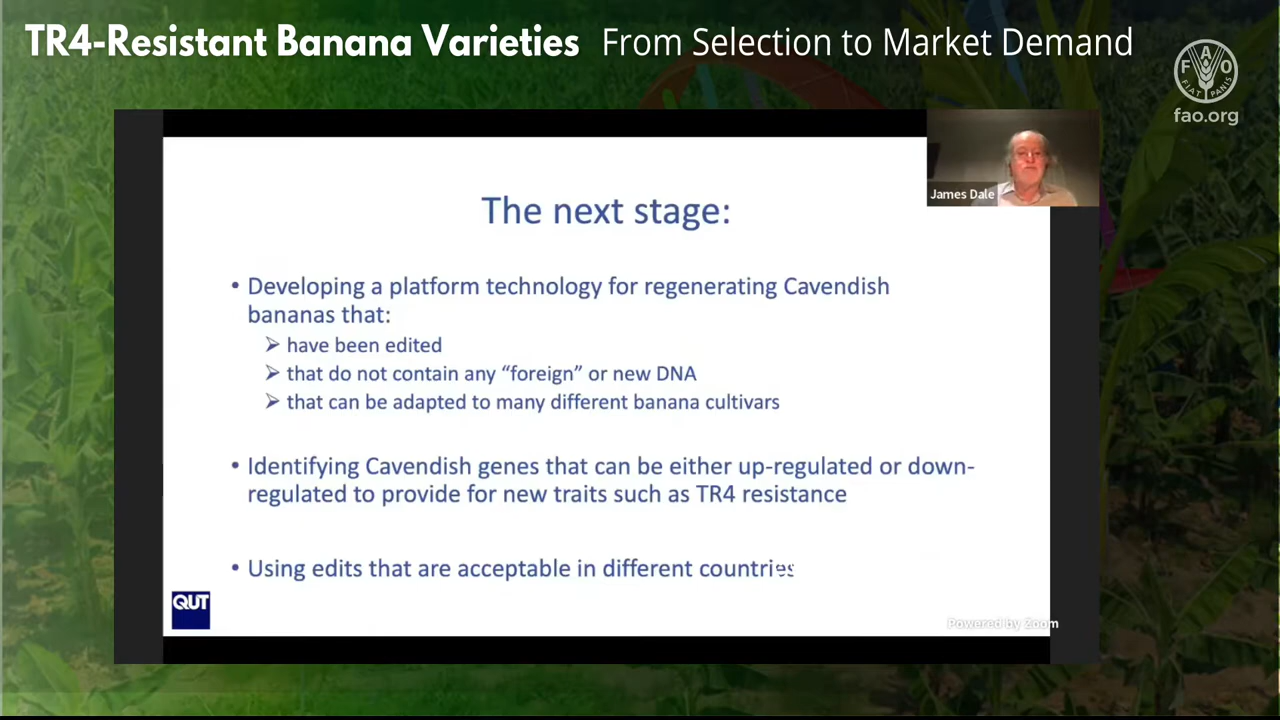 TR4-Resistant Banana Varieties From Selection to Market Demand
FAO
FIAT PANIS
fao.org
James Dale
The next stage:
• Developing a platform technology for regenerating Cavendish
bananas that:
➢ have been edited
➢ that do not contain any “foreign” or new DNA
➢ that can be adapted to many different banana cultivars
• Identifying Cavendish genes that can be either up-regulated or down-
regulated to provide for new traits such as TR4 resistance
• Using edits that are acceptable in different countries
QUT
Powered by Zoom